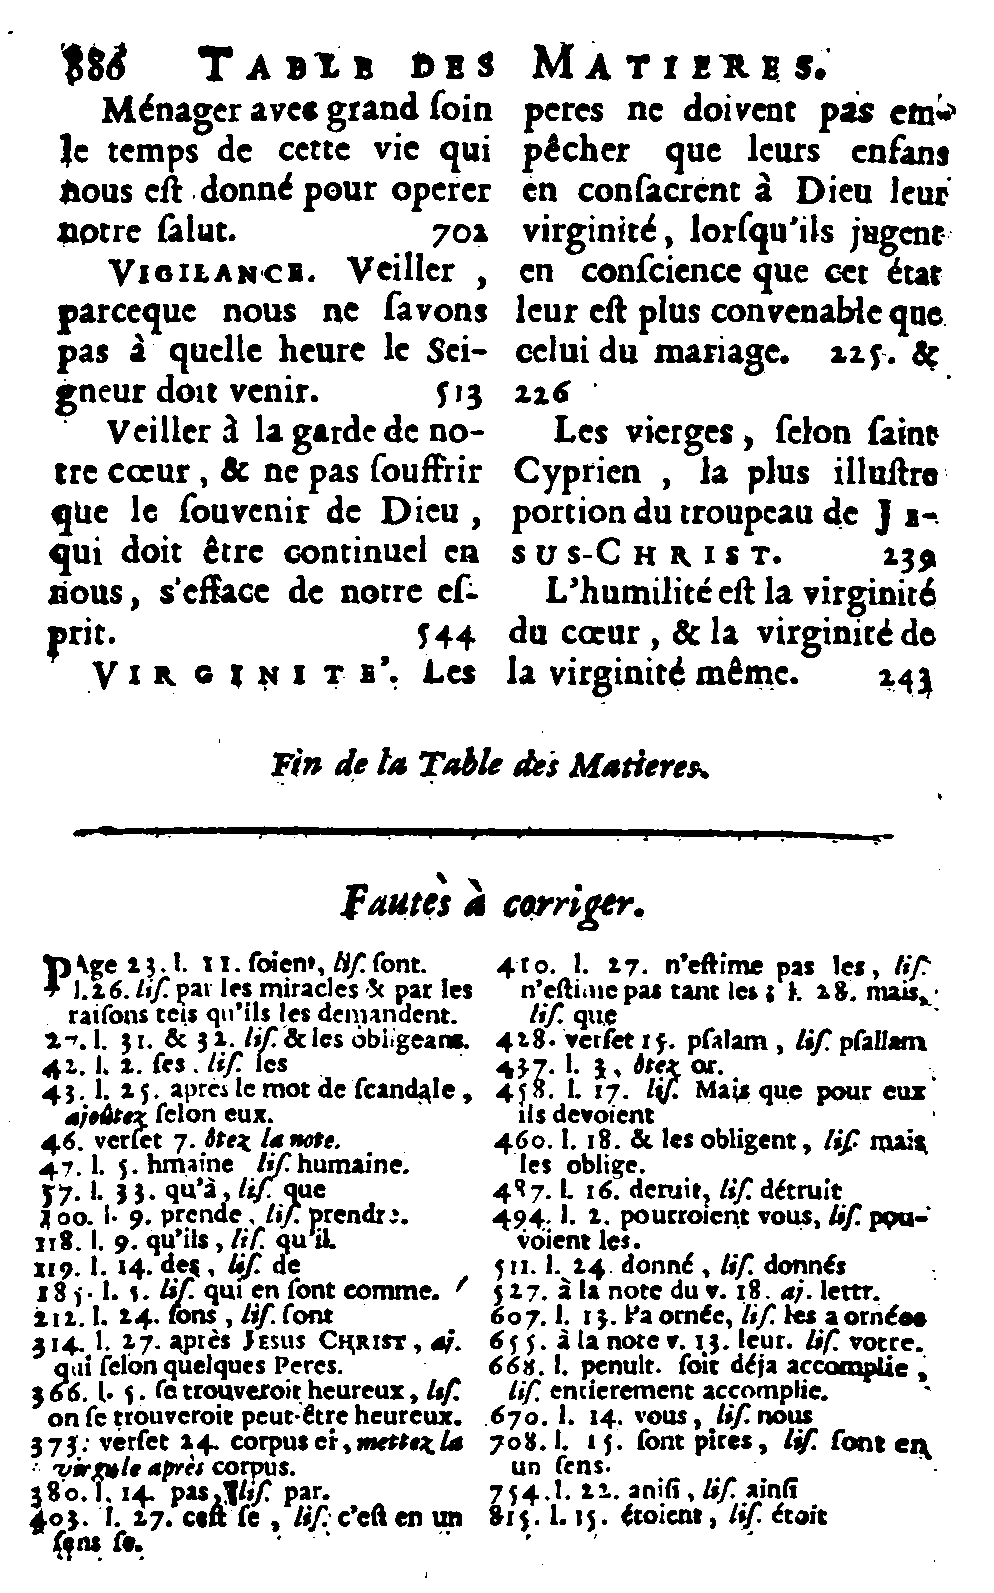 886 TABLE DES MATIERES.
Ménager avec grand ſoin
le temps de cette vie qui
nous eſt donné pour operer
notre ſalut. 702
VIGILANCE. Veiller ,
parceque nous ne ſavons
pas à quelle heure le Sei-
gneur doit venir. 513
Veiller à la garde de no-
tre cœur , & ne pas ſouffrir
que le ſouvenir de Dieu ,
qui doit être continuel en
nous, s'efface de notre eſ-
prit. 544
VIRGINITE'. Les
peres ne doivent pas em-
pêcher que leurs enfans
en conſacrent à Dieu leur
virginité, lorſqu'ils jugent
en conſcience que cet état
leur eſt plus convenable que
celui du mariage. 225. &
226
Les vierges, ſelon ſaint
Cyprien , la plus illuſtre
portion du troupeau de JE-
SUS-CHRIST. 239
L'humilité eſt la virginité
du cœur , & la virginité de
la virginité même. 243
Fin de la Table des Matieres.
Fautes à corriger.
PAge 23. l. 11. ſoient, liſ. ſont.
l. 26. liſ. par les miracles & par les
raiſons tels qu'ils les demandent.
27. l. 31. & 32. liſ. & les obligeans.
42. l. 2. ſes , liſ. les
43. l. 25. après le mot de ſcandale ,
ajoûtez ſelon eux.
46. verſet 7. ôtez la note.
47. l. 5. hmaine liſ. humaine.
57. l. 33. qu'à, liſ. que
100. l. 9. prende , liſ. prendre.
118. l. 9. qu'ils , liſ. qu'il
119. l. 14. des , liſ. de
185. l. 5. liſ. qui en ſont comme.
212. l. 24. ſons , liſ. ſont
314. l. 27. après JESUS CHRIST , aj.
qui ſelon quelques Peres.
366. l. 5. ſe trouveroit heureux, liſ.
on ſe trouveroit peut-être heureux.
373. verſet 24. corpus ei, mettez la
virgule après corpus.
380. l. 14. pas, liſ. par.
403. l. 27. ceſt ſe , liſ. c'eſt en un
ſens ſe.
410. l. 27. n'eſtime pas les, liſ.
n'eſtime pas tant les ; l. 28. mais,
liſ. que
428. verſet 15. pſalam , liſ. pſallam
437. l. 3, ôtez or.
458. l. 17. liſ. Mais que pour eux
ils devoient
460. l. 18. & les obligent , liſ. mais
les oblige.
487. l. 16. detruit, liſ. détruit
494. l. 2. pourroient vous, liſ. pou-
voient les.
511. l. 24. donné , liſ. donnés
527. à la note du v. 18. aj. lettr.
607. l. 13. l'a ornée, liſ. les a ornées
655. à la note v. 13. leur. liſ. votre.
668. l. penult. ſoit déja accomplie ,
liſ. entierement accomplie.
670. l. 14. vous, liſ. nous
708. l. 15. ſont pires, liſ. ſont en
un ſens.
754. l. 22. aniſi , liſ. ainſi
815. l. 15. étoient , liſ. étoit